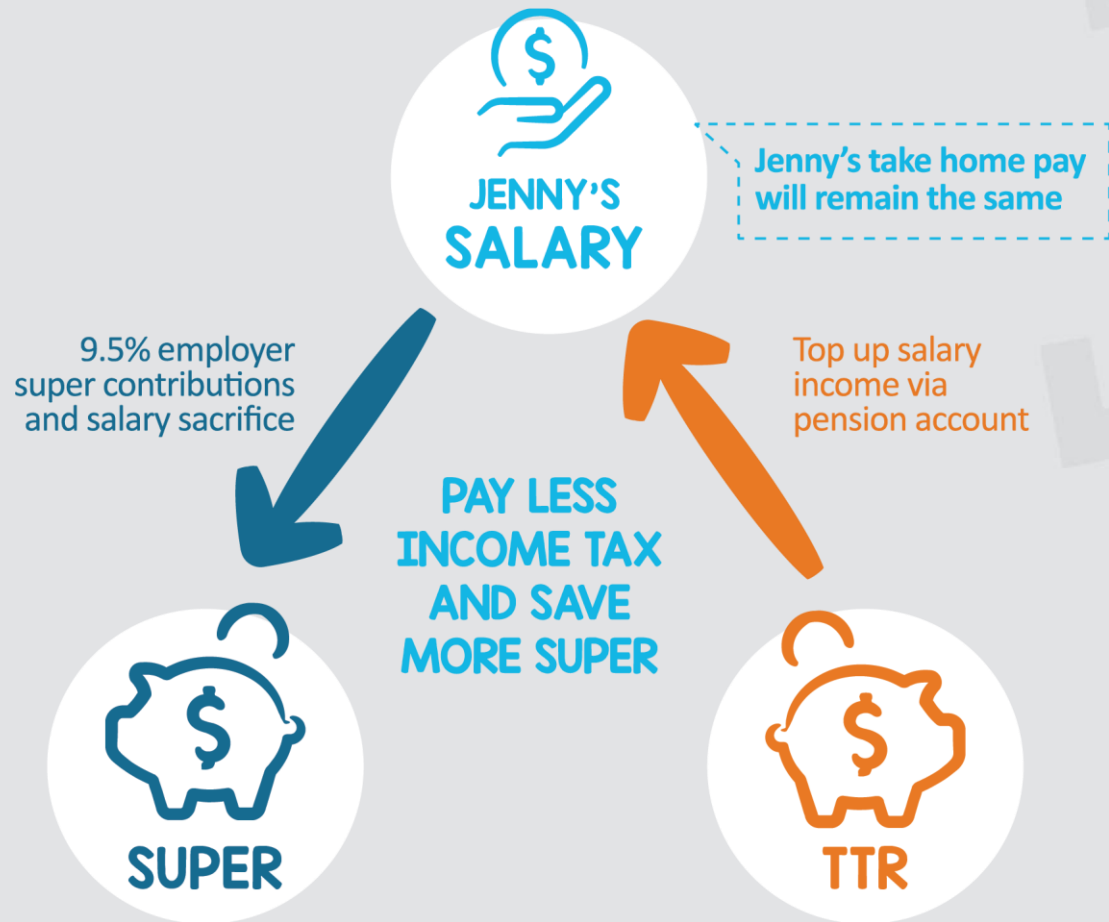 $
JENNY'S
SALARY
Jenny's take home pay
will remain the same
9.5% employer
super contributions
and salary sacrifice
Top up salary
income via
pension account
PAY LESS
INCOME TAX
AND SAVE
MORE SUPER
$
SUPER
$
TTR